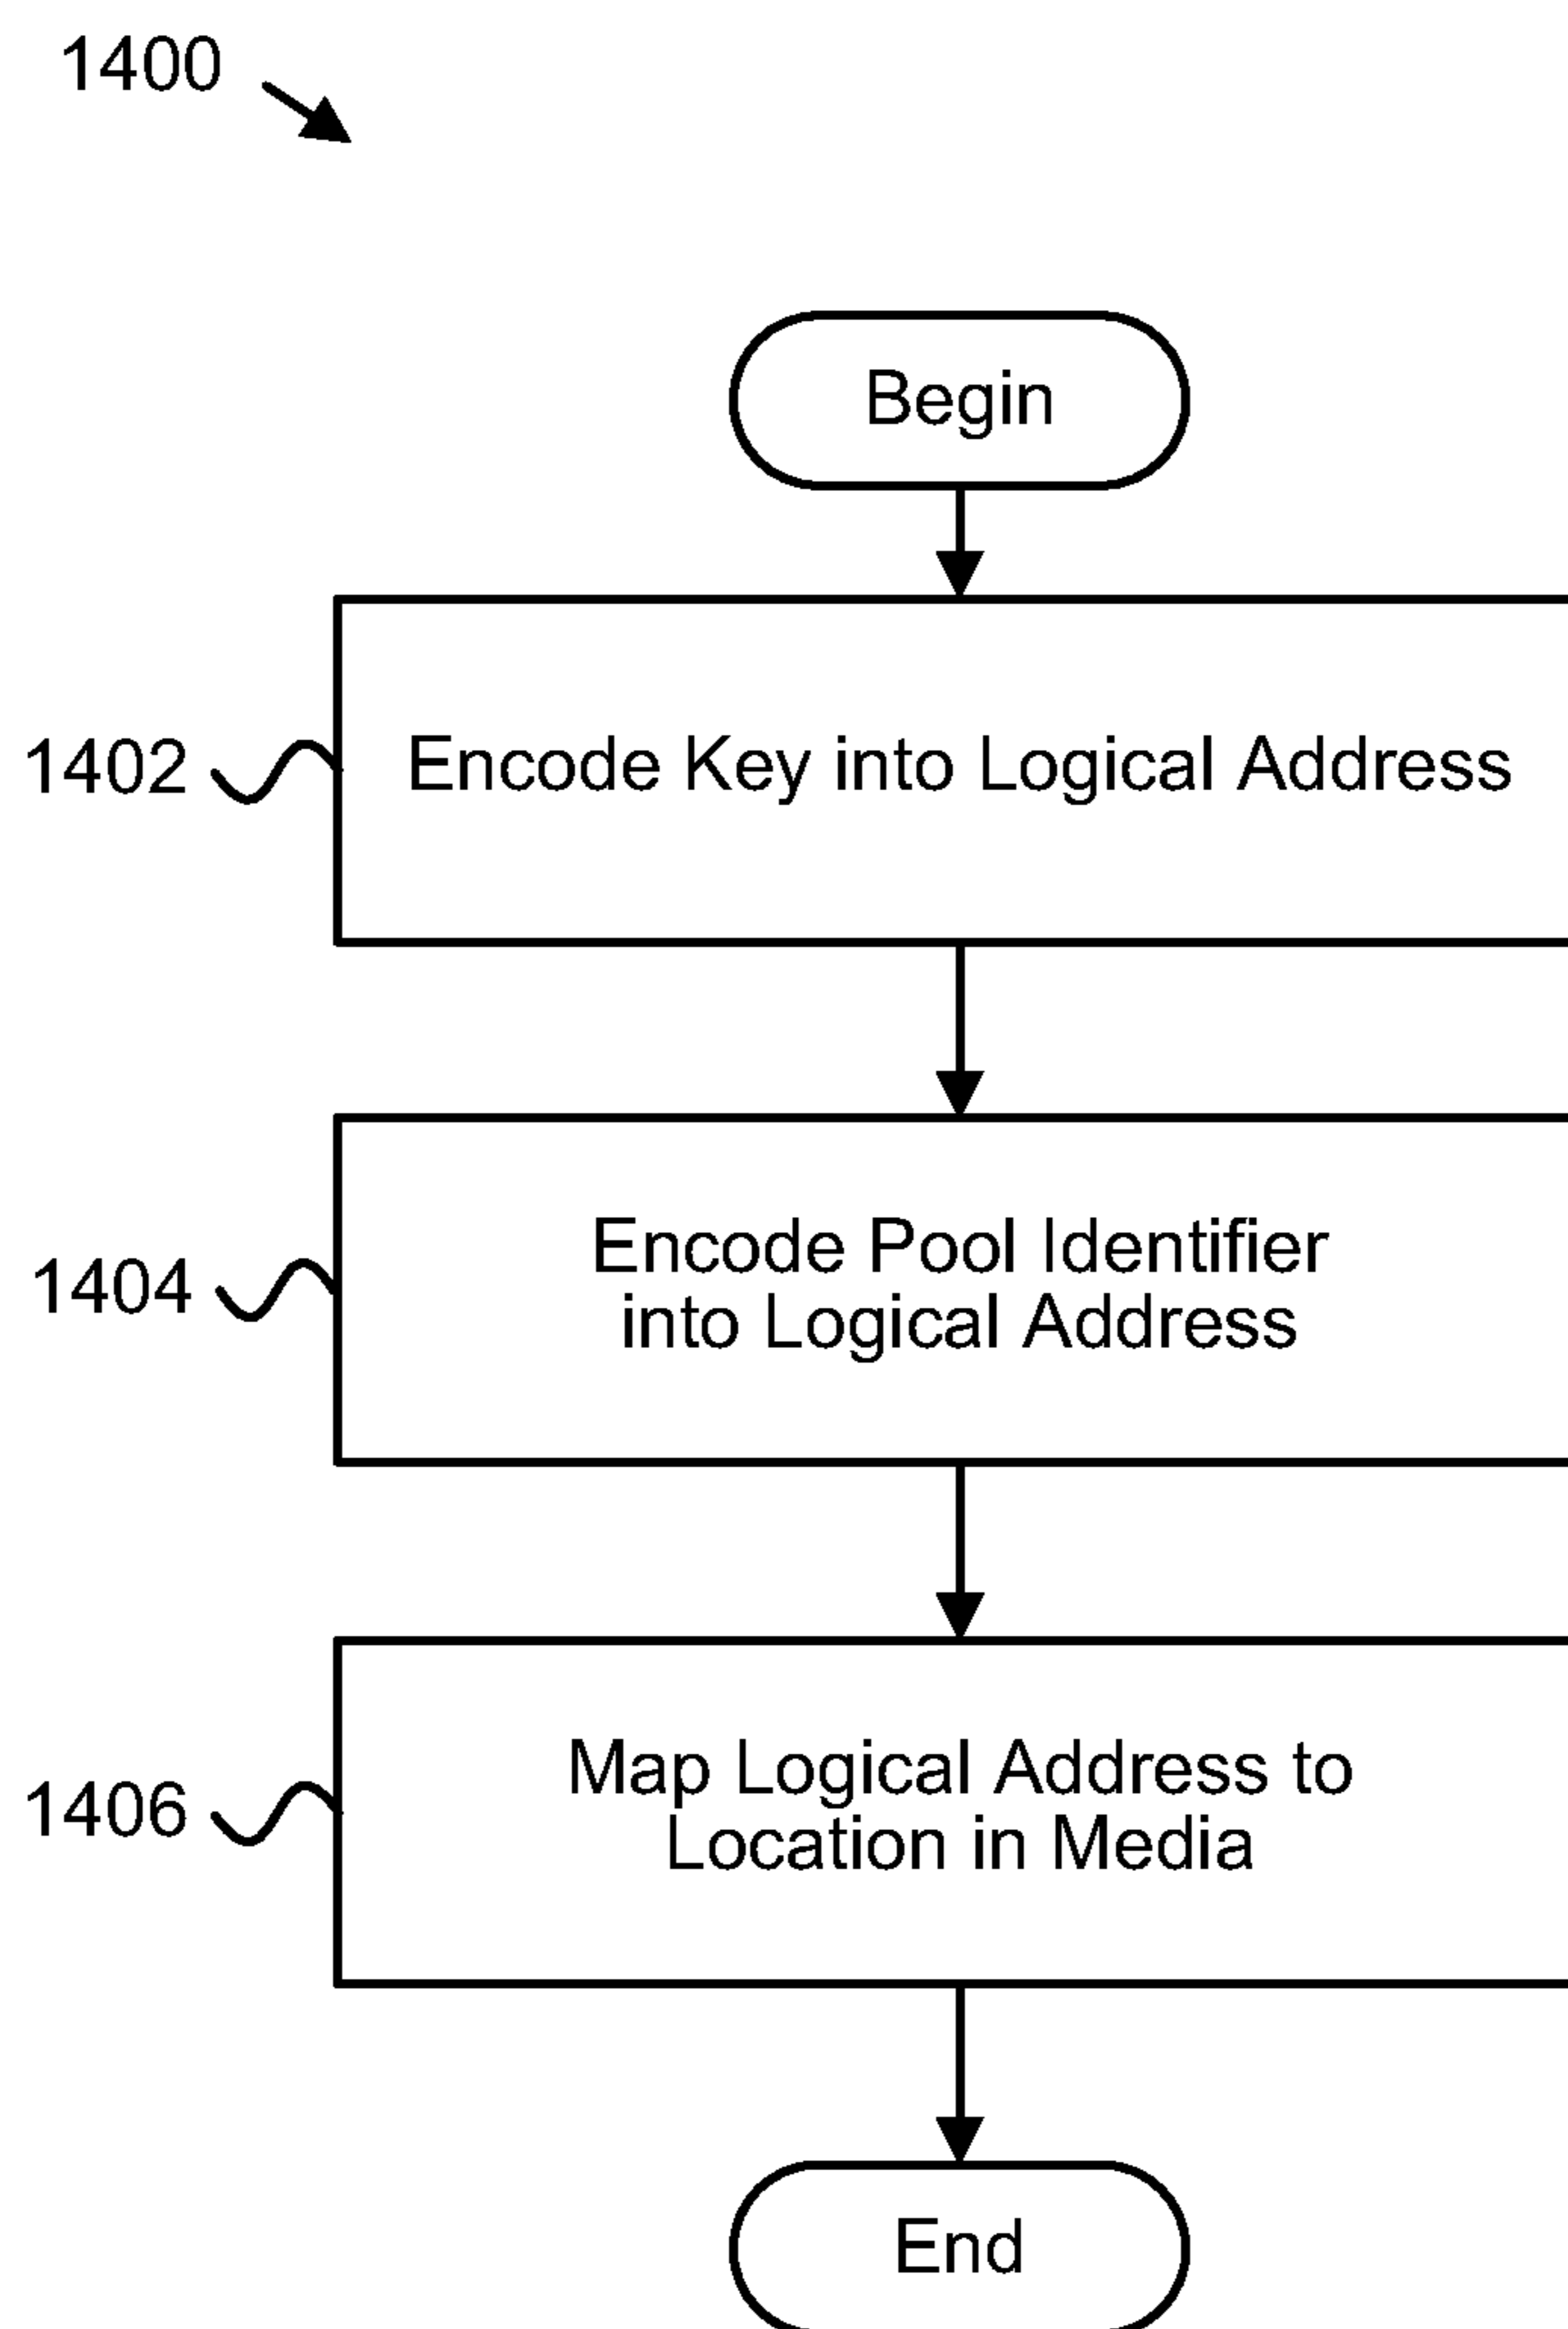 1400
Begin
1402
Encode Key into Logical Address
1404
Encode Pool Identifier
into Logical Address
1406
Map Logical Address to
Location in Media
End